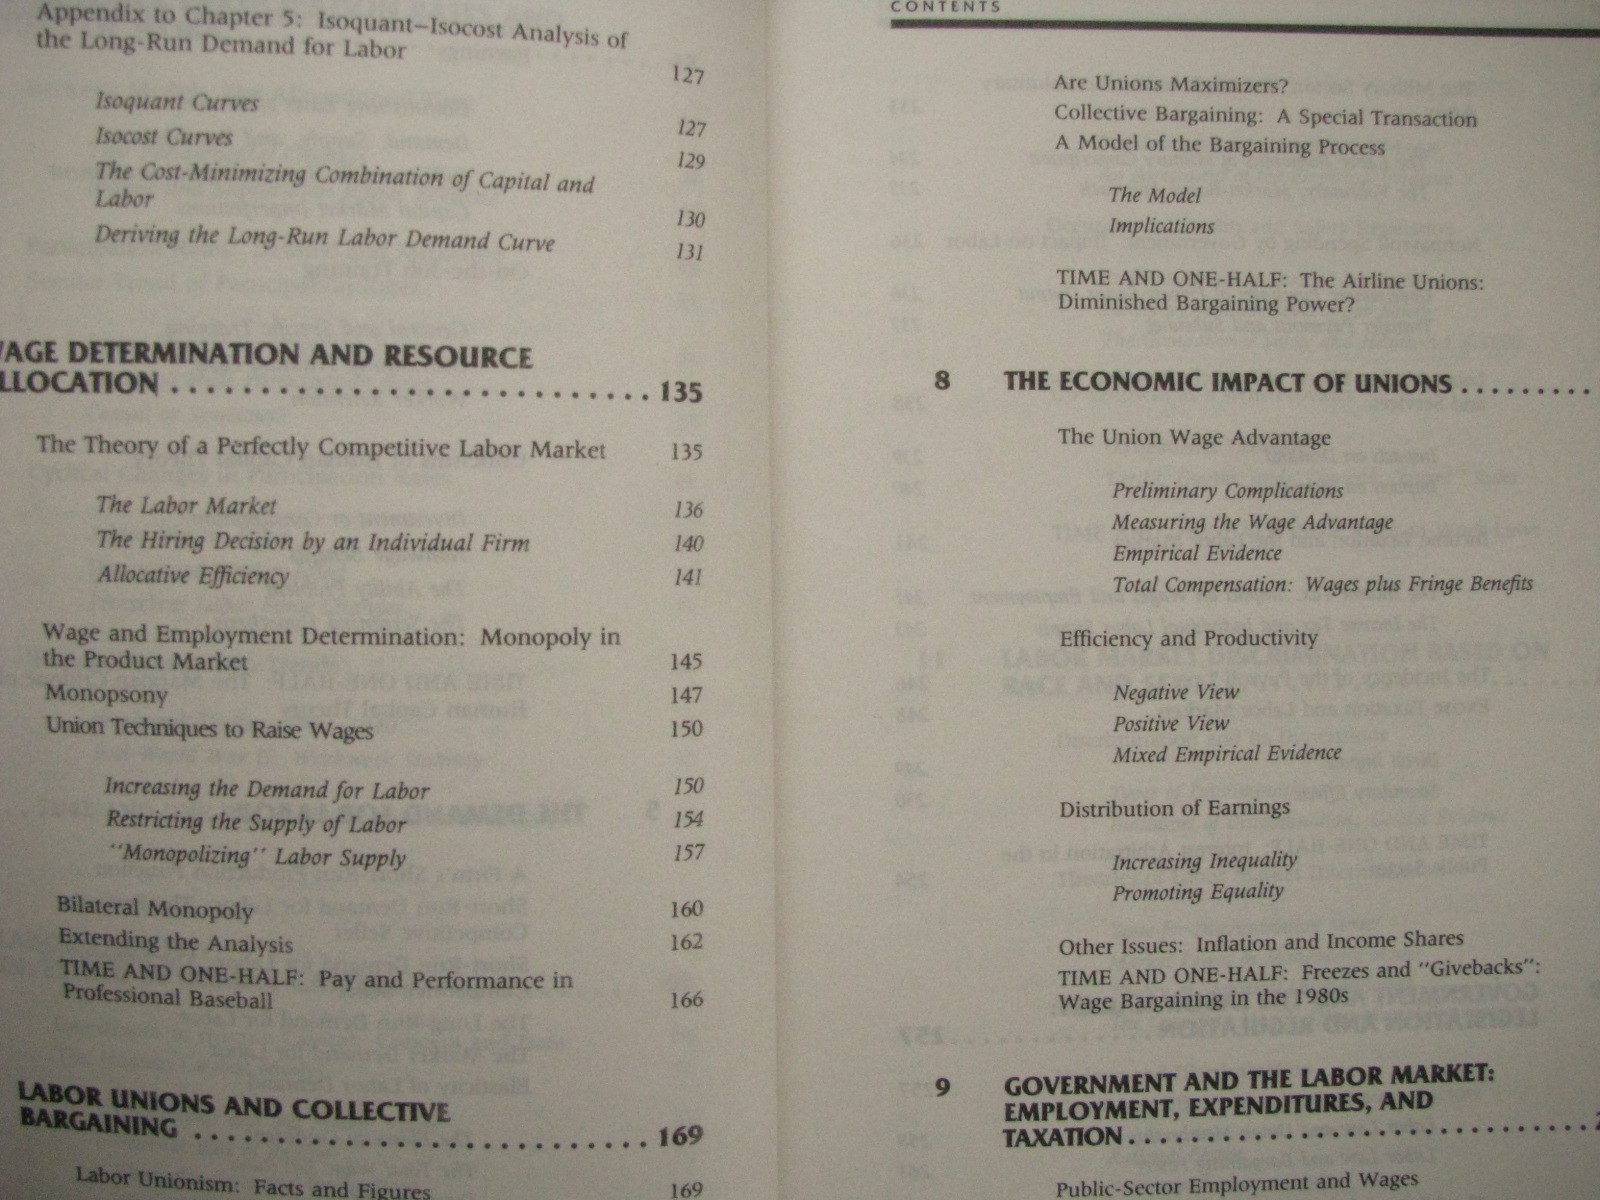 Appendix to Chapter 5: Isoquant–Isocost Analysis of
the Long-Run Demand for Labor 127
Isoquant Curves 127
Isocost Curves 129
The Cost-Minimizing Combination of Capital and
Labor 130
Deriving the Long-Run Labor Demand Curve 131
AGE DETERMINATION AND RESOURCE
LLOCATION . . . . . . . . . . . . . . . . . . . . . . . . . . . . 135
The Theory of a Perfectly Competitive Labor Market 135
The Labor Market 136
The Hiring Decision by an Individual Firm 140
Allocative Efficiency 141
Wage and Employment Determination: Monopoly in
the Product Market 145
Monopsony 147
Union Techniques to Raise Wages 150
Increasing the Demand for Labor 150
Restricting the Supply of Labor 154
"Monopolizing" Labor Supply 157
Bilateral Monopoly 160
Extending the Analysis 162
TIME AND ONE-HALF: Pay and Performance in
Professional Baseball 166
LABOR UNIONS AND COLLECTIVE
BARGAINING . . . . . . . . . . . . . . . . . . . . . . . . . . . 169
Labor Unionism: Facts and Figures 169
CONTENTS
Are Unions Maximizers?
Collective Bargaining: A Special Transaction
A Model of the Bargaining Process
The Model
Implications
TIME AND ONE-HALF: The Airline Unions:
Diminished Bargaining Power?
8 THE ECONOMIC IMPACT OF UNIONS . . . . . . . . .
The Union Wage Advantage
Preliminary Complications
Measuring the Wage Advantage
Empirical Evidence
Total Compensation: Wages plus Fringe Benefits
Efficiency and Productivity
Negative View
Positive View
Mixed Empirical Evidence
Distribution of Earnings
Increasing Inequality
Promoting Equality
Other Issues: Inflation and Income Shares
TIME AND ONE-HALF: Freezes and "Givebacks":
Wage Bargaining in the 1980s
9 GOVERNMENT AND THE LABOR MARKET:
EMPLOYMENT, EXPENDITURES, AND
TAXATION . . . . . . . . . . . . . . . . . . . . . . . . . . . . . .
Public-Sector Employment and Wages